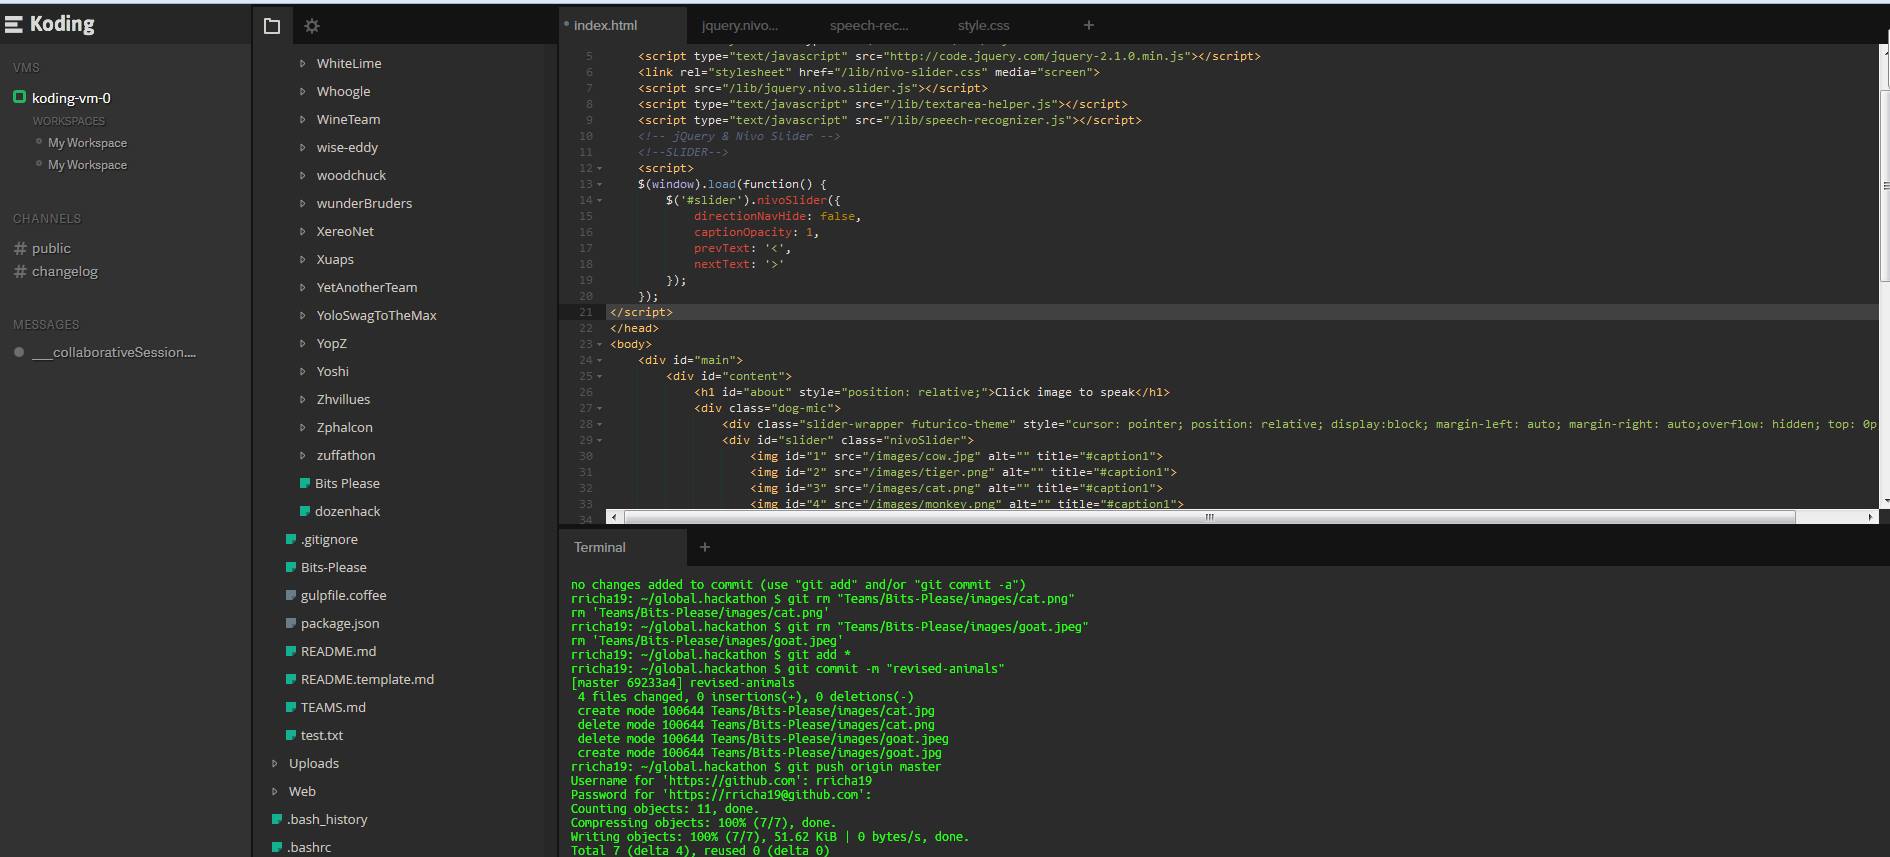 Koding
VMS
koding-vm-0
WORKSPACES
My Workspace
My Workspace
CHANNELS
# public
# changelog
MESSAGES
___collaborativeSession....
WhiteLime
Whoogle
WineTeam
wise-eddy
woodchuck
wunderBruders
XereoNet
Xuaps
YetAnotherTeam
YoloSwagToTheMax
YopZ
Yoshi
Zhvillues
Zphalcon
zuffathon
Bits Please
dozenhack
.gitignore
Bits-Please
gulpfile.coffee
package.json
README.md
README.template.md
TEAMS.md
test.txt
Uploads
Web
.bash_history
.bashrc
index.html
jquery.nivo...
speech-rec...
style.css
+
5 <script type="text/javascript" src="http://code.jquery.com/jquery-2.1.0.min.js"></script>
6 <link rel="stylesheet" href="/lib/nivo-slider.css" media="screen">
7 <script src="/lib/jquery.nivo.slider.js"></script>
8 <script type="text/javascript" src="/lib/textarea-helper.js"></script>
9 <script type="text/javascript" src="/lib/speech-recognizer.js"></script>
10 <!-- jQuery & Nivo Slider -->
11 <!--SLIDER-->
12 <script>
13 $(window).load(function() {
14 $('#slider').nivoSlider({
15 directionNavHide: false,
16 captionOpacity: 1,
17 prevText: '<',
18 nextText: '>'
19 });
20 });
21 </script>
22 </head>
23 <body>
24 <div id="main">
25 <div id="content">
26 <h1 id="about" style="position: relative;">Click image to speak</h1>
27 <div class="dog-mic">
28 <div class="slider-wrapper futurico-theme" style="cursor: pointer; position: relative; display:block; margin-left: auto; margin-right: auto;overflow: hidden; top: 0p
29 <div id="slider" class="nivoSlider">
30 <img id="1" src="/images/cow.jpg" alt="" title="#caption1">
31 <img id="2" src="/images/tiger.png" alt="" title="#caption1">
32 <img id="3" src="/images/cat.png" alt="" title="#caption1">
33 <img id="4" src="/images/monkey.png" alt="" title="#caption1">
34
Terminal
+
no changes added to commit (use "git add" and/or "git commit -a")
rricha19: ~/global.hackathon $ git rm "Teams/Bits-Please/images/cat.png"
rm 'Teams/Bits-Please/images/cat.png'
rricha19: ~/global.hackathon $ git rm "Teams/Bits-Please/images/goat.jpeg"
rm 'Teams/Bits-Please/images/goat.jpeg'
rricha19: ~/global.hackathon $ git add *
rricha19: ~/global.hackathon $ git commit -m "revised-animals"
[master 69233a4] revised-animals
4 files changed, 0 insertions(+), 0 deletions(-)
create mode 100644 Teams/Bits-Please/images/cat.jpg
delete mode 100644 Teams/Bits-Please/images/cat.png
delete mode 100644 Teams/Bits-Please/images/goat.jpeg
create mode 100644 Teams/Bits-Please/images/goat.jpg
rricha19: ~/global.hackathon $ git push origin master
Username for 'https://github.com': rricha19
Password for 'https://rricha19@github.com':
Counting objects: 11, done.
Compressing objects: 100% (7/7), done.
Writing objects: 100% (7/7), 51.62 KiB | 0 bytes/s, done.
Total 7 (delta 4), reused 0 (delta 0)